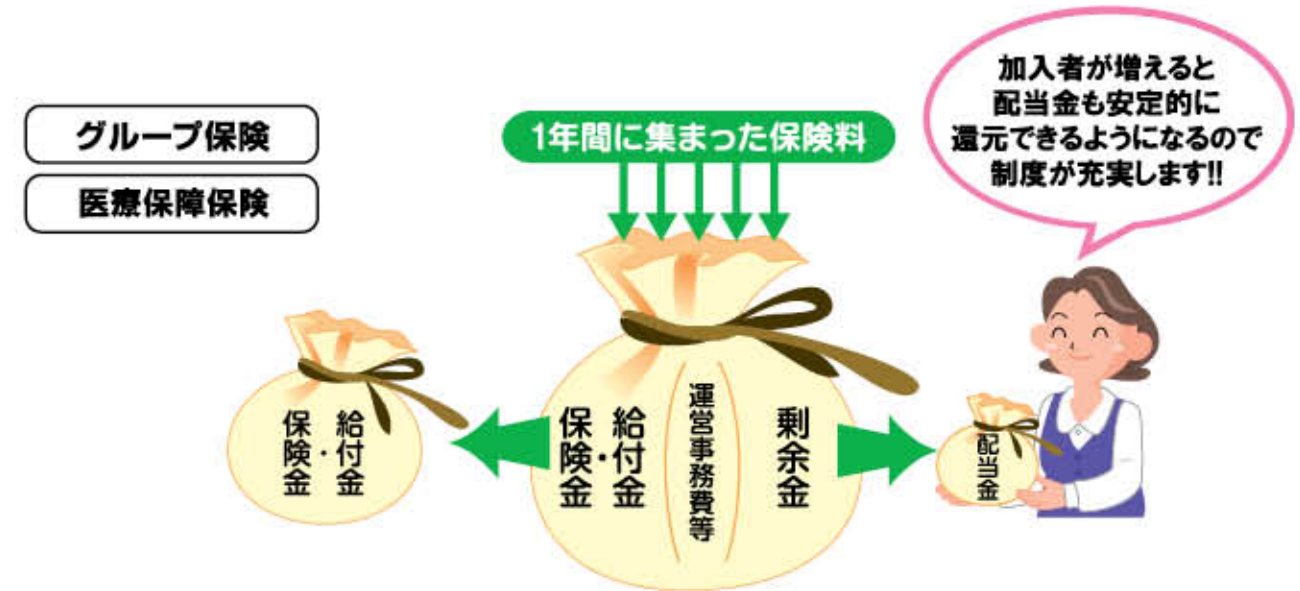 グループ保険
医療保障保険
1年間に集まった保険料
加入者が増えると
配当金も安定的に
還元できるようになるので
制度が充実します!!
給付金・
保険金
給付金・
保険金
運営事務費等
剰余金
配当金